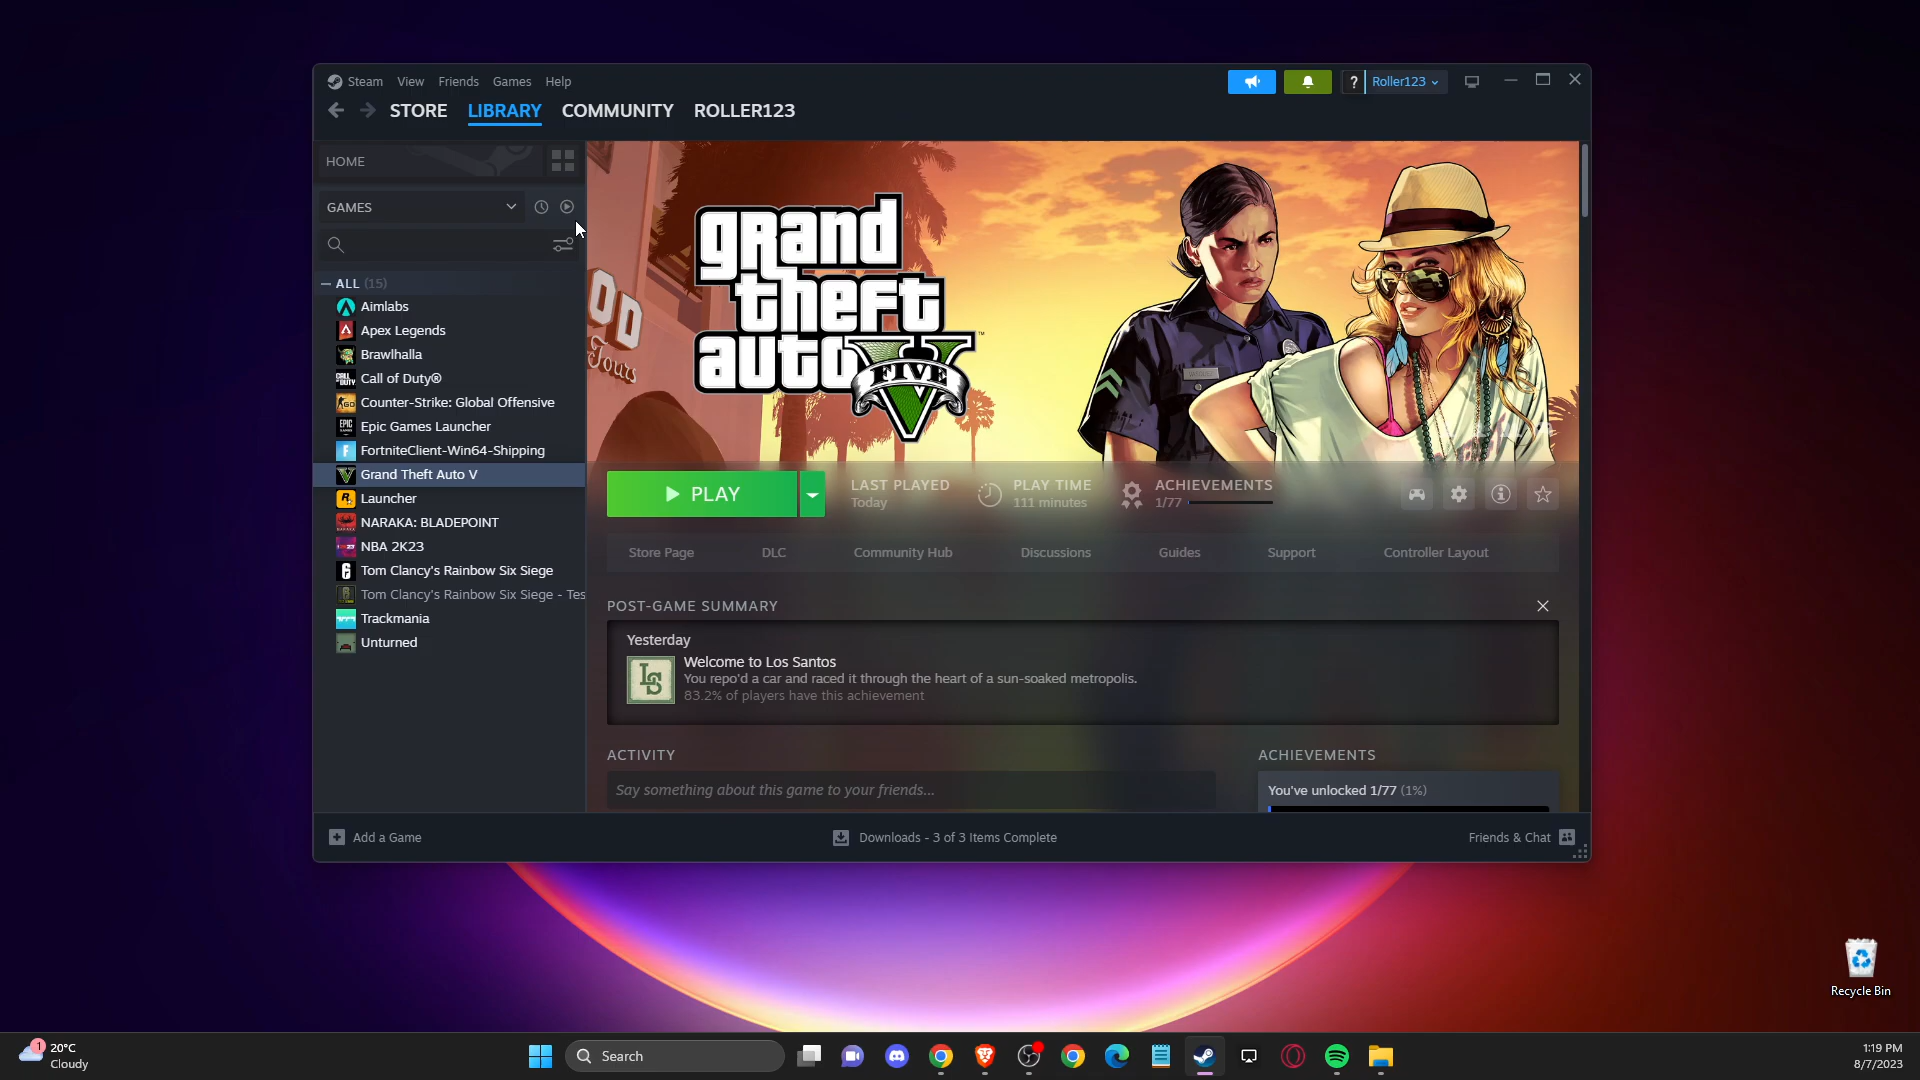 Steam View Friends Games Help
? Roller123
STORE LIBRARY COMMUNITY ROLLER123
HOME
GAMES
ALL (15)
Aimlabs
Apex Legends
Brawlhalla
Call of Duty®
Counter-Strike: Global Offensive
Epic Games Launcher
FortniteClient-Win64-Shipping
Grand Theft Auto V
Launcher
NARAKA: BLADEPOINT
NBA 2K23
Tom Clancy's Rainbow Six Siege
Tom Clancy's Rainbow Six Siege - Tes
Trackmania
Unturned
grand
theft
auto
V
FIVE
™
OD
Tours
PLAY
LAST PLAYED
Today
PLAY TIME
111 minutes
ACHIEVEMENTS
1/77
Store Page DLC Community Hub Discussions Guides Support Controller Layout
POST-GAME SUMMARY
Yesterday
LS
Welcome to Los Santos
You repo'd a car and raced it through the heart of a sun-soaked metropolis.
83.2% of players have this achievement
ACTIVITY
Say something about this game to your friends...
ACHIEVEMENTS
You've unlocked 1/77 (1%)
Add a Game
Downloads - 3 of 3 Items Complete
Friends & Chat
Recycle Bin
1
20°C
Cloudy
Search
1:19 PM
8/7/2023